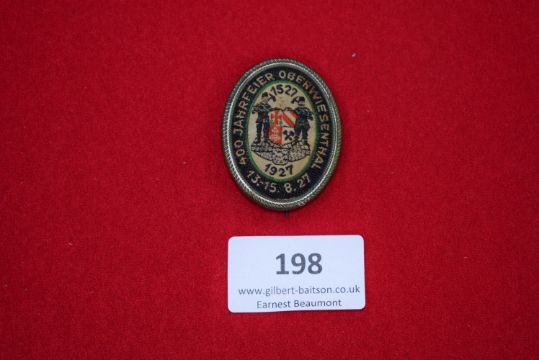 400 JAHRFEIER OBERWIESENTHAL
1527
1927
13.-15. 8. 27
198
www.gilbert-baitson.co.uk
Earnest Beaumont